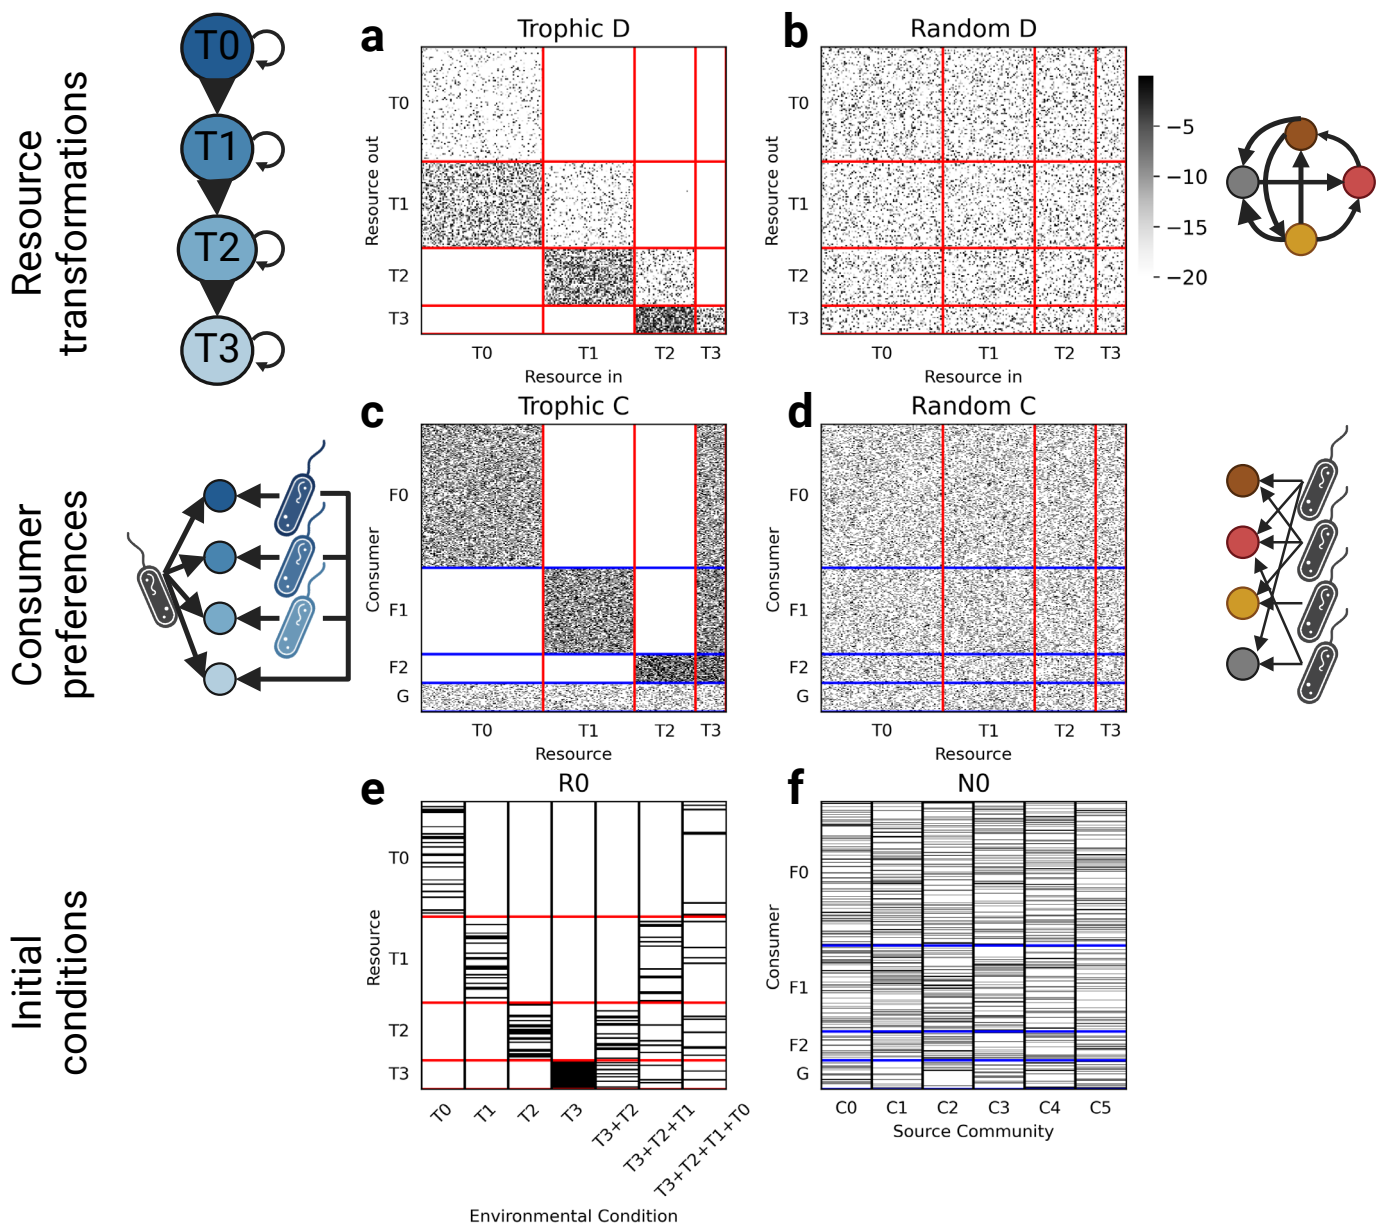 Resource
transformations
T0
T1
T2
T3
a
Trophic D
Resource out
T0
T1
T2
T3
T0 T1 T2 T3
Resource in
b
Random D
Resource out
T0
T1
T2
T3
T0 T1 T2 T3
Resource in
−5
−10
−15
−20
Consumer
preferences
c
Trophic C
Consumer
F0
F1
F2
G
T0 T1 T2 T3
Resource
d
Random C
Consumer
F0
F1
F2
G
T0 T1 T2 T3
Resource
Initial
conditions
e
R0
Resource
T0
T1
T2
T3
T0 T1 T2 T3 T3+T2 T3+T2+T1 T3+T2+T1+T0
Environmental Condition
f
N0
Consumer
F0
F1
F2
G
C0 C1 C2 C3 C4 C5
Source Community